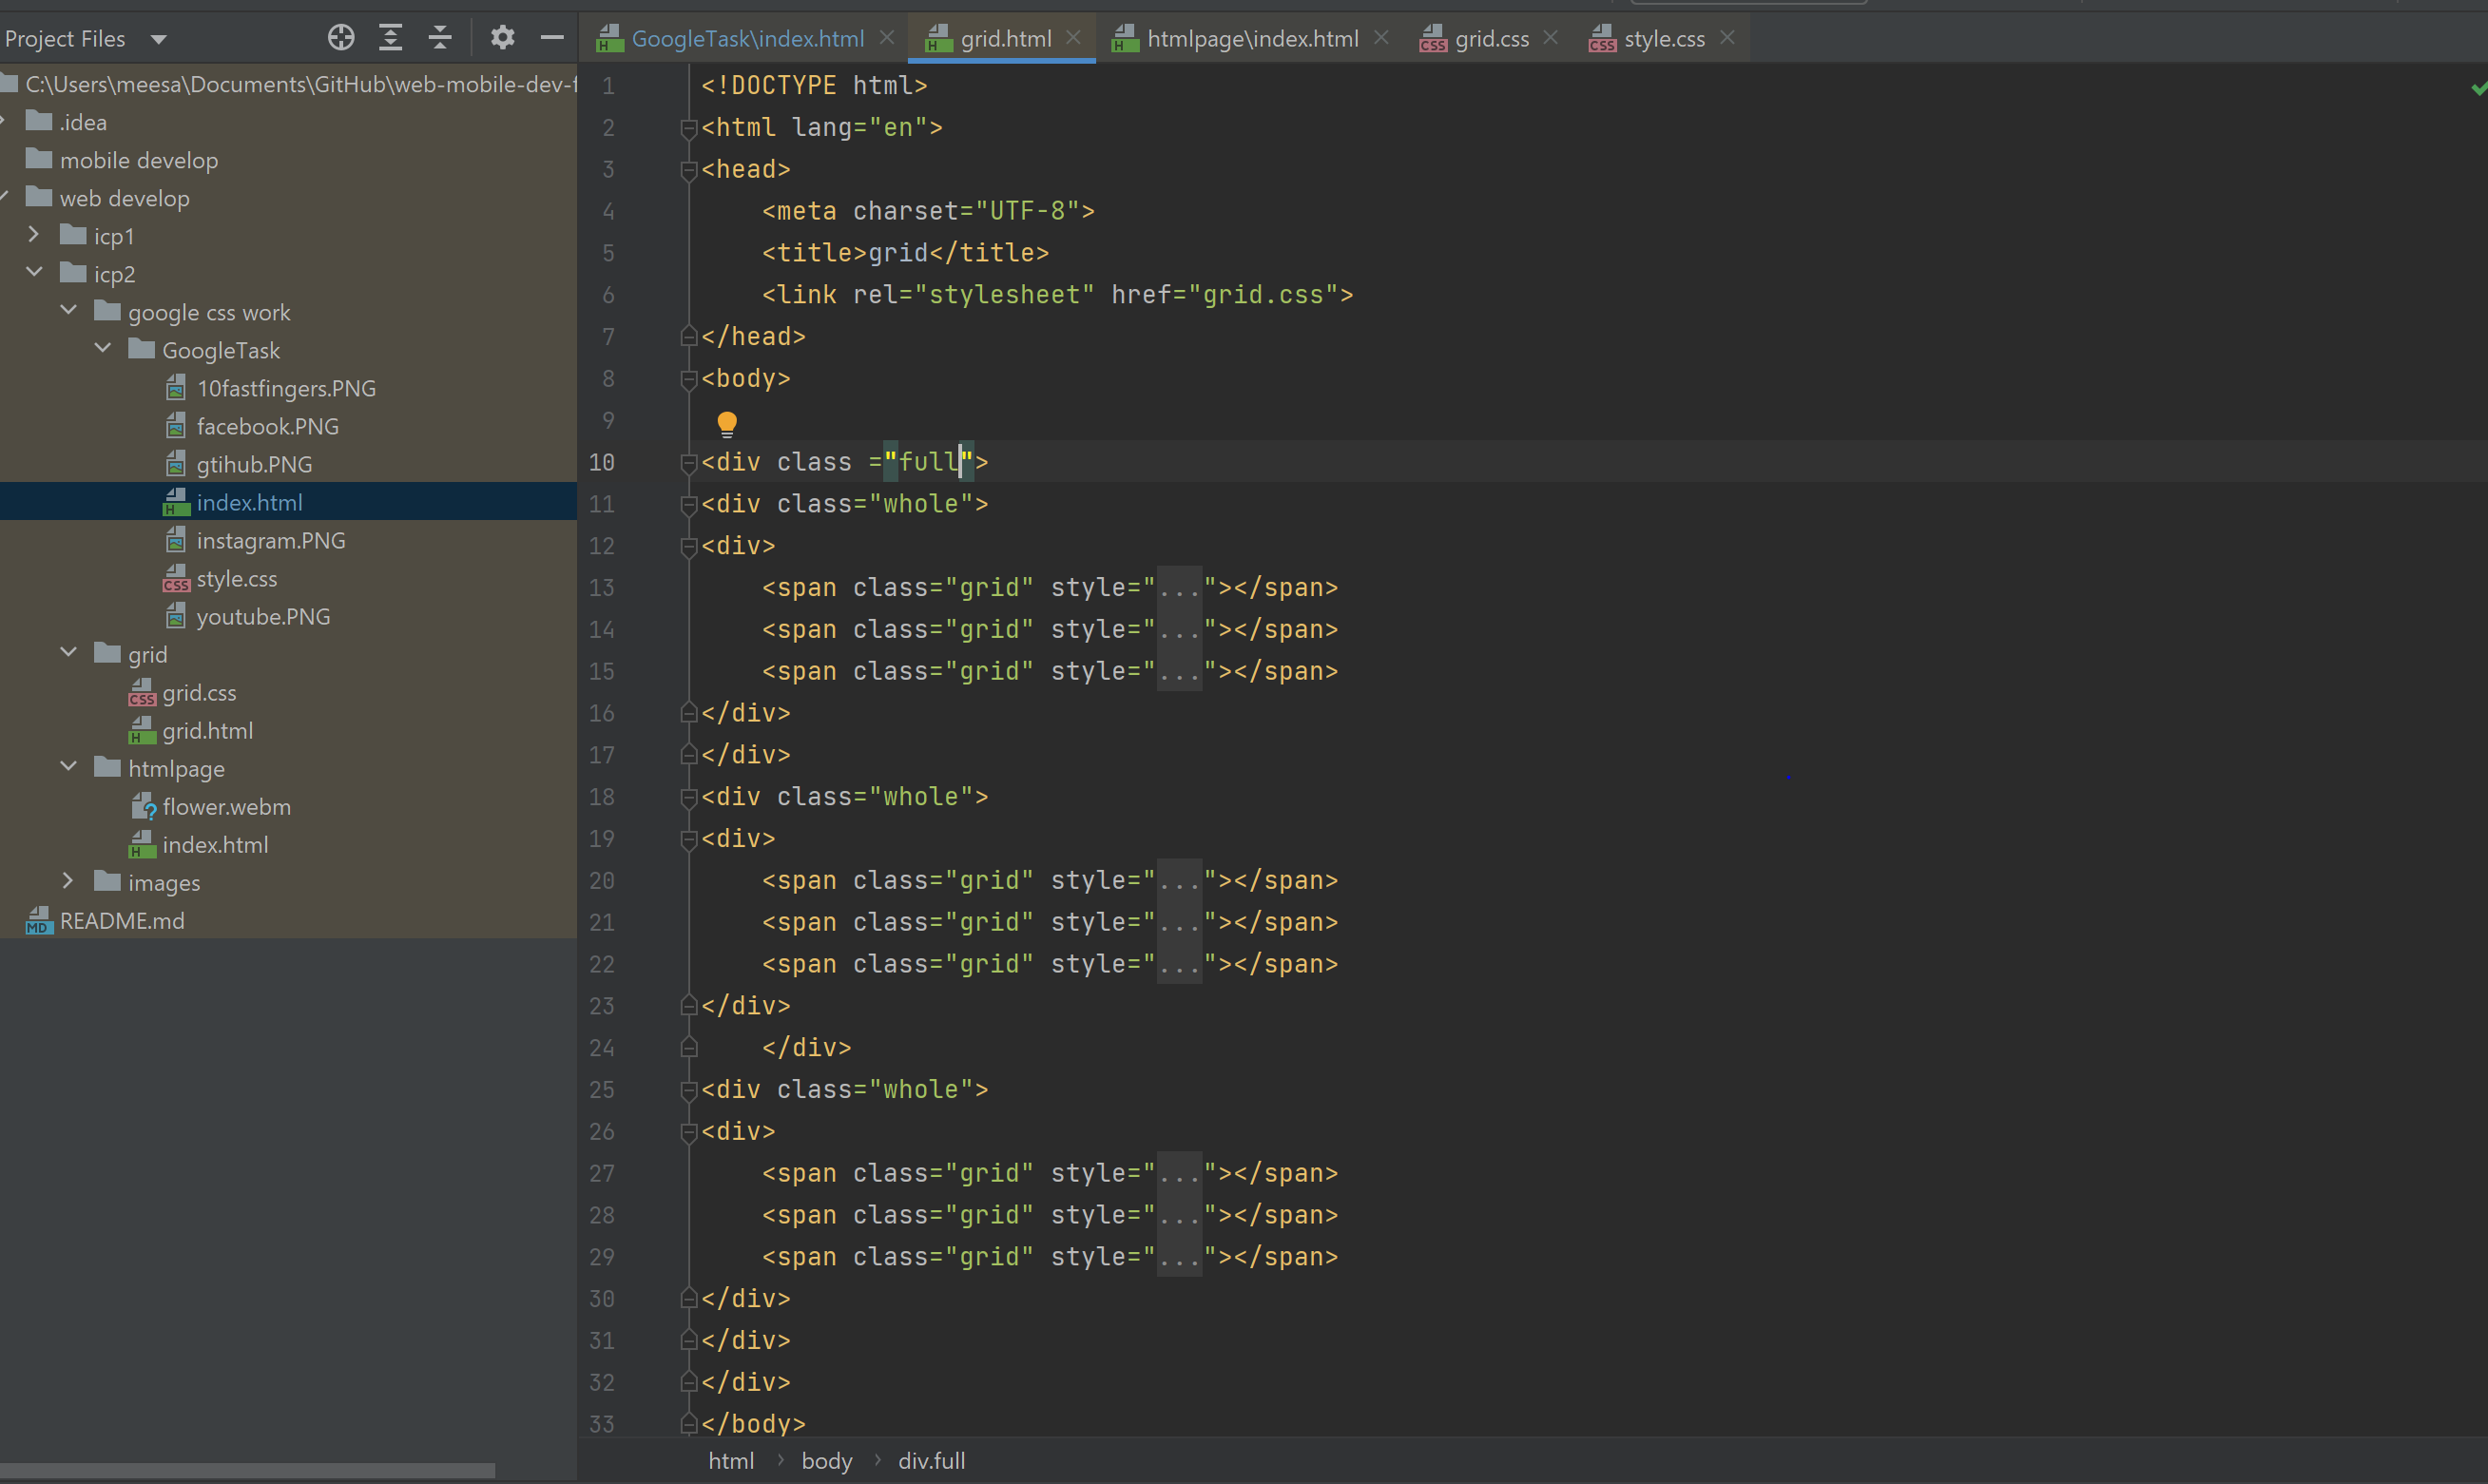 Project Files
C:\Users\meesa\Documents\GitHub\web-mobile-dev-f
.idea
mobile develop
web develop
icp1
icp2
google css work
GoogleTask
10fastfingers.PNG
facebook.PNG
gtihub.PNG
index.html
instagram.PNG
style.css
youtube.PNG
grid
grid.css
grid.html
htmlpage
flower.webm
index.html
images
README.md
GoogleTask\index.html grid.html htmlpage\index.html grid.css style.css
1 <!DOCTYPE html>
2 <html lang="en">
3 <head>
4 <meta charset="UTF-8">
5 <title>grid</title>
6 <link rel="stylesheet" href="grid.css">
7 </head>
8 <body>
9
10 <div class ="full">
11 <div class="whole">
12 <div>
13 <span class="grid" style="..."></span>
14 <span class="grid" style="..."></span>
15 <span class="grid" style="..."></span>
16 </div>
17 </div>
18 <div class="whole">
19 <div>
20 <span class="grid" style="..."></span>
21 <span class="grid" style="..."></span>
22 <span class="grid" style="..."></span>
23 </div>
24 </div>
25 <div class="whole">
26 <div>
27 <span class="grid" style="..."></span>
28 <span class="grid" style="..."></span>
29 <span class="grid" style="..."></span>
30 </div>
31 </div>
32 </div>
33 </body>
html › body › div.full